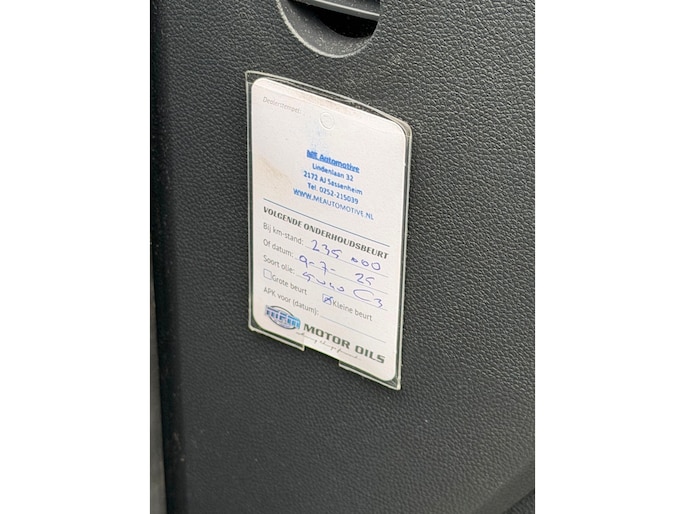 Dealerstempel:
ME Automotive
Lindenlaan 32
2172 AJ Sassenheim
Tel. 0252-215039
WWW.MEAUTOMOTIVE.NL
VOLGENDE ONDERHOUDSBEURT
Bij km-stand: 235.000
Of datum: 9-7-25
Soort olie: 5w40 C3
Grote beurt Kleine beurt
APK voor (datum):
MOTOR OILS